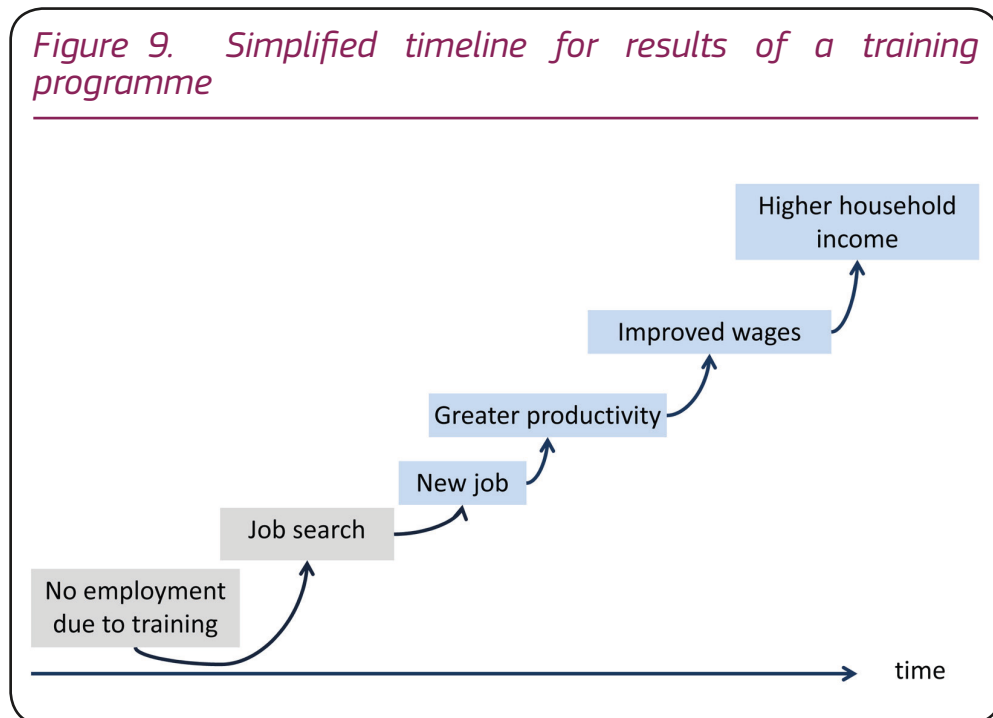 Figure 9. Simplified timeline for results of a training
programme
Higher household
income
Improved wages
Greater productivity
New job
Job search
No employment
due to training
time